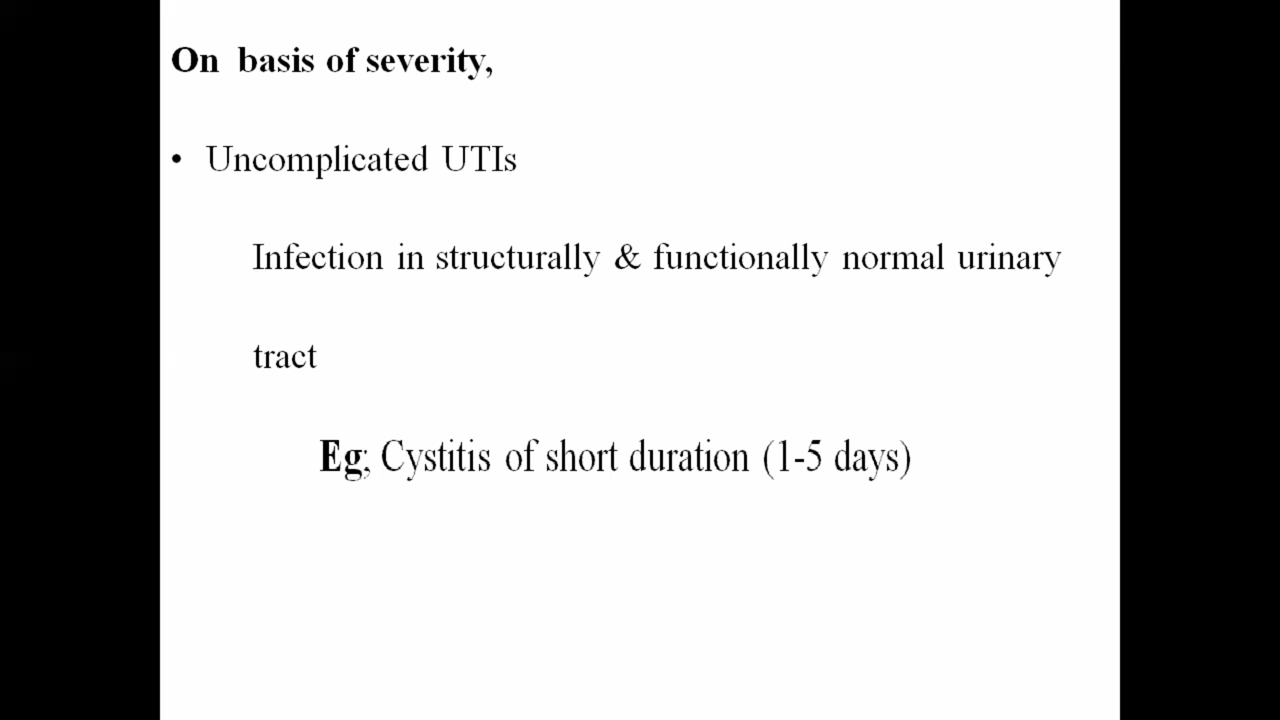 On basis of severity,
• Uncomplicated UTIs
Infection in structurally & functionally normal urinary
tract
Eg; Cystitis of short duration (1-5 days)